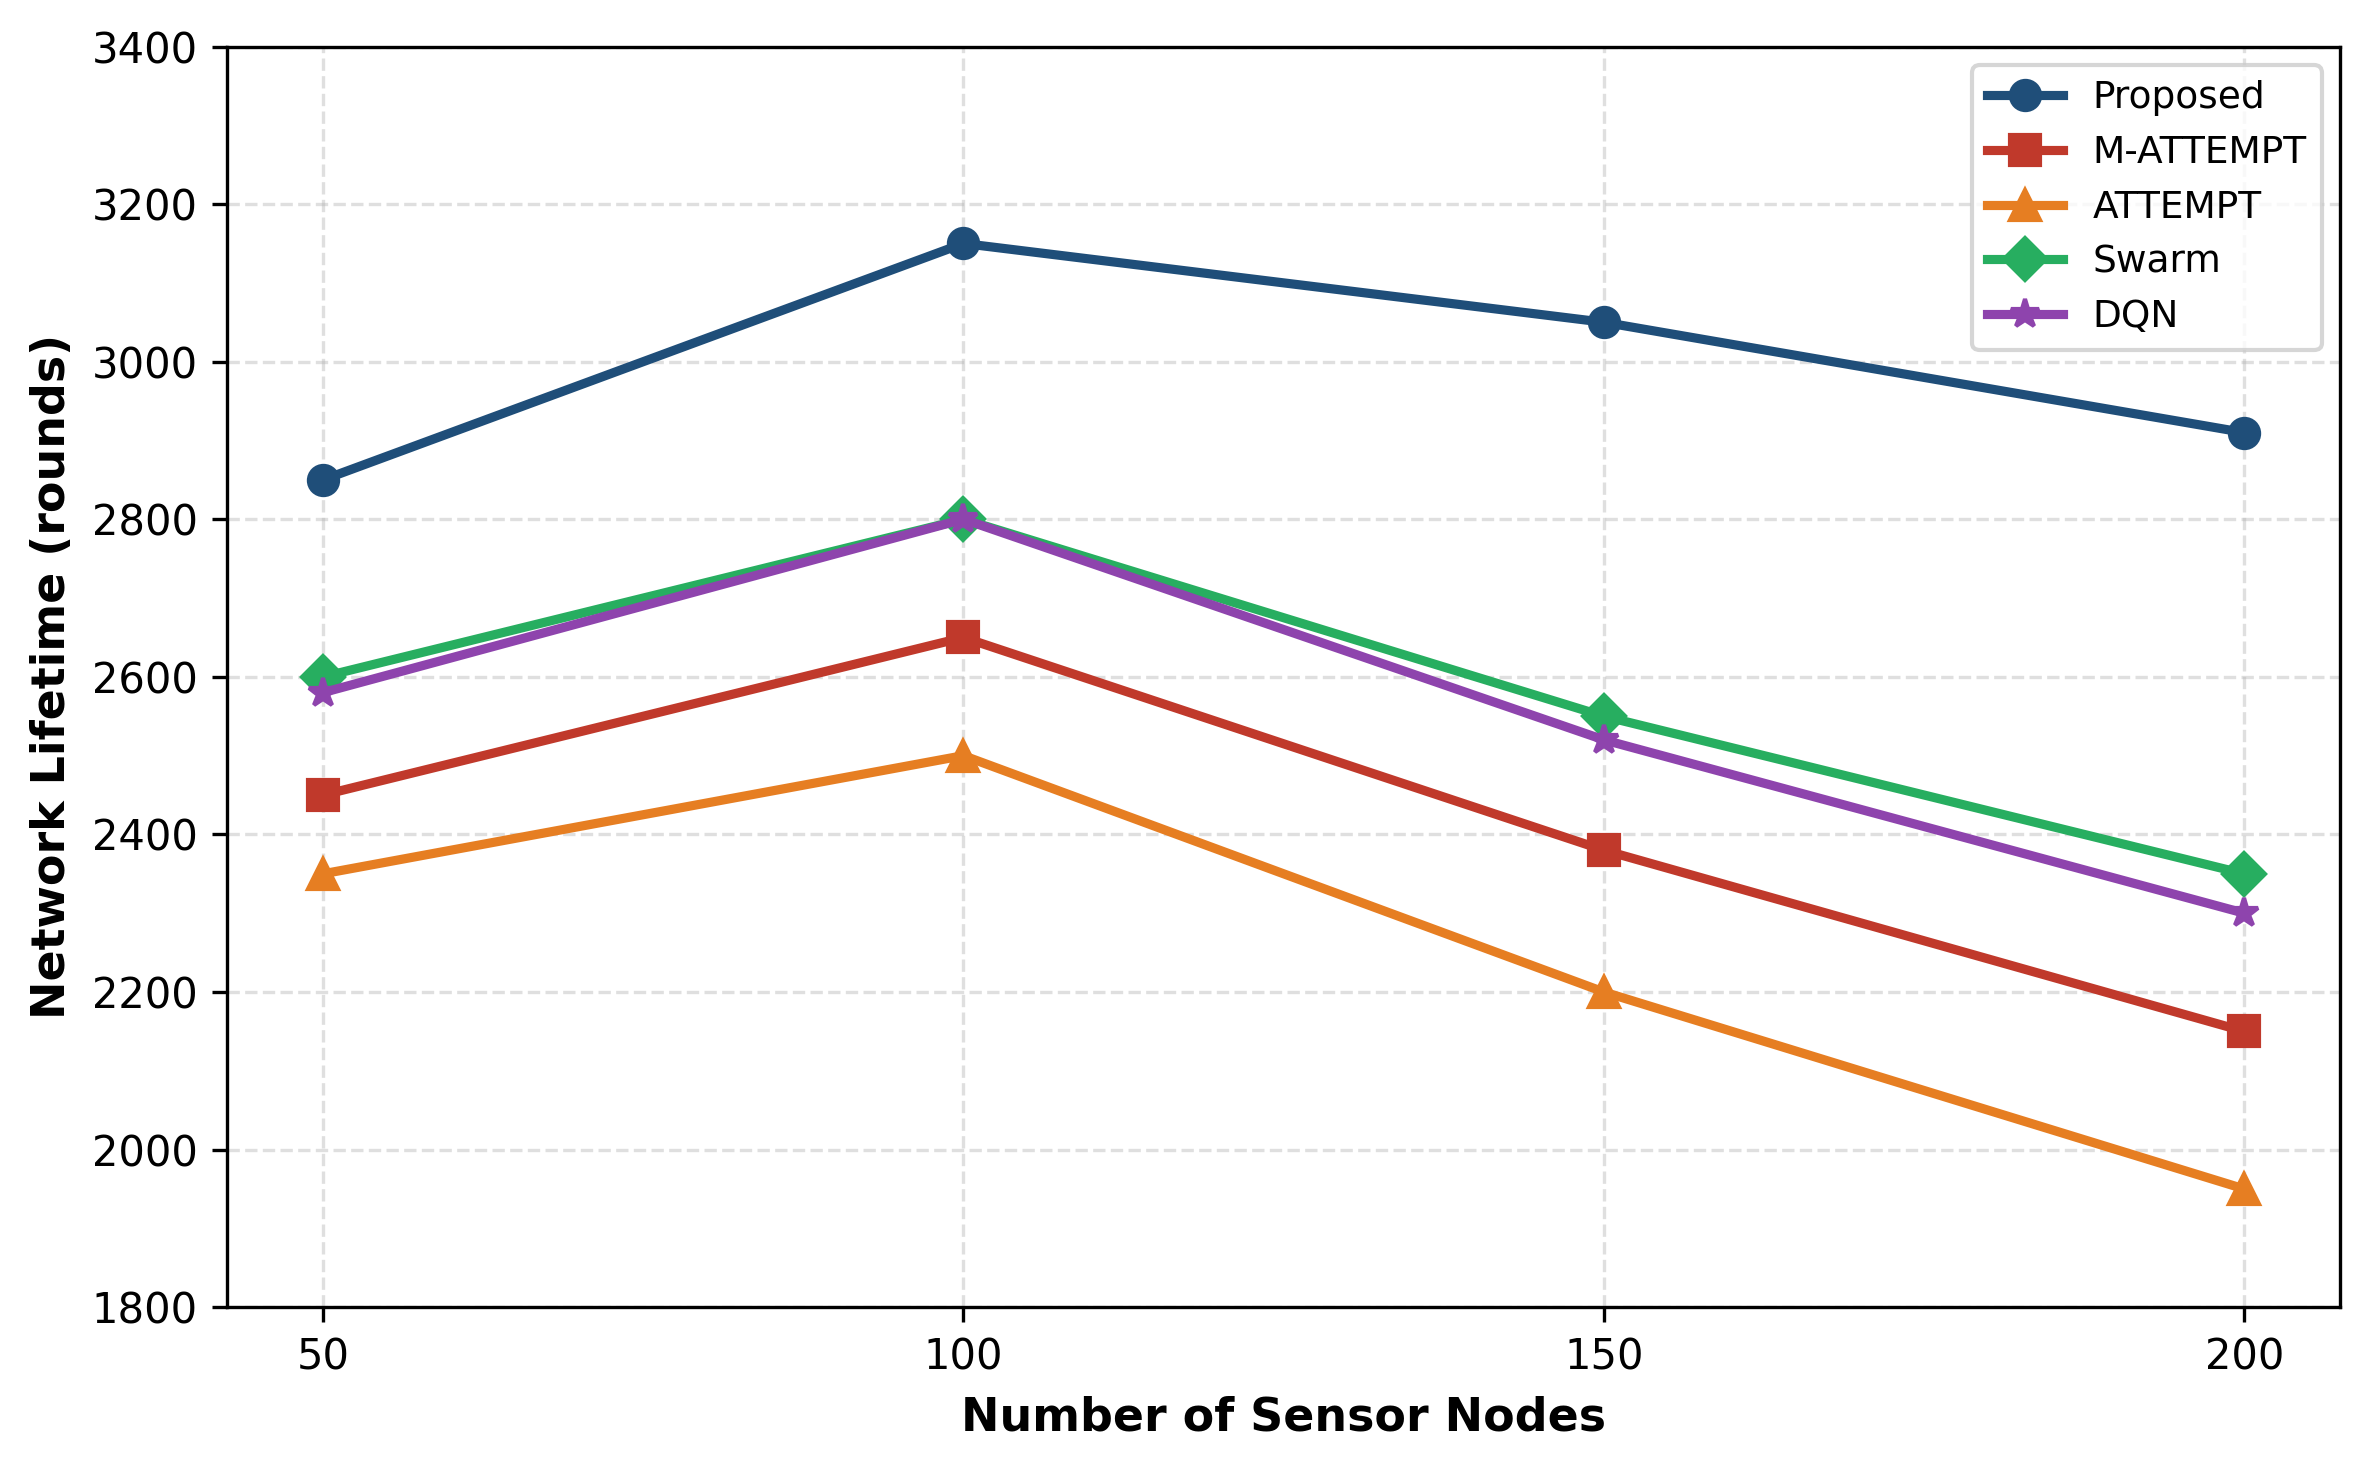 3400
3200
3000
2800
2600
2400
2200
2000
1800
Network Lifetime (rounds)
50 100 150 200
Number of Sensor Nodes
Proposed
M-ATTEMPT
ATTEMPT
Swarm
DQN